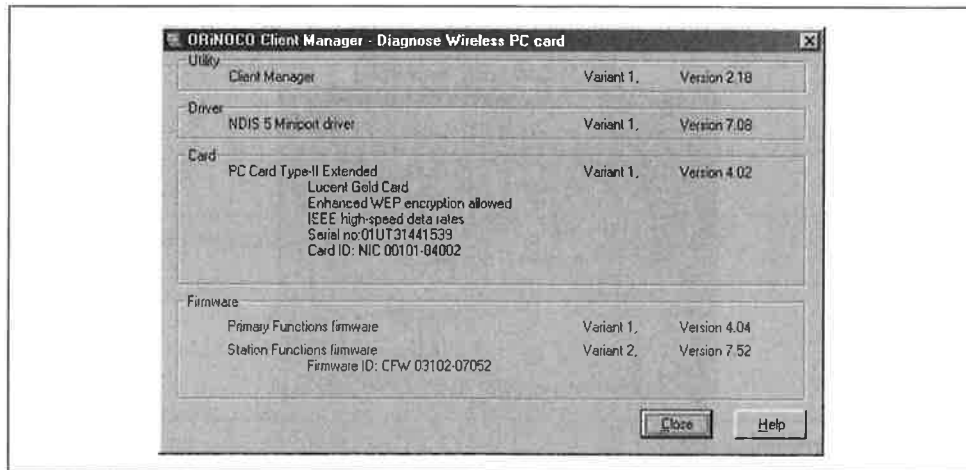 ORiNOCO Client Manager - Diagnose Wireless PC card
Utility
Client Manager Variant 1, Version 2.18
Driver
NDIS 5 Miniport driver Variant 1, Version 7.08
Card
PC Card Type-II Extended Variant 1, Version 4.02
Lucent Gold Card
Enhanced WEP encryption allowed
IEEE high-speed data rates
Serial no:01UT31441539
Card ID: NIC 00101-04002
Firmware
Primary Functions firmware Variant 1, Version 4.04
Station Functions firmware Variant 2, Version 7.52
Firmware ID: CFW 03102-07052
Close Help